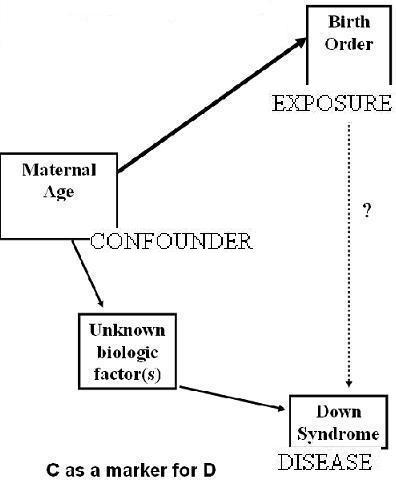 Birth
Order
EXPOSURE
Maternal
Age
CONFOUNDER
?
Unknown
biologic
factor(s)
Down
Syndrome
DISEASE
C as a marker for D